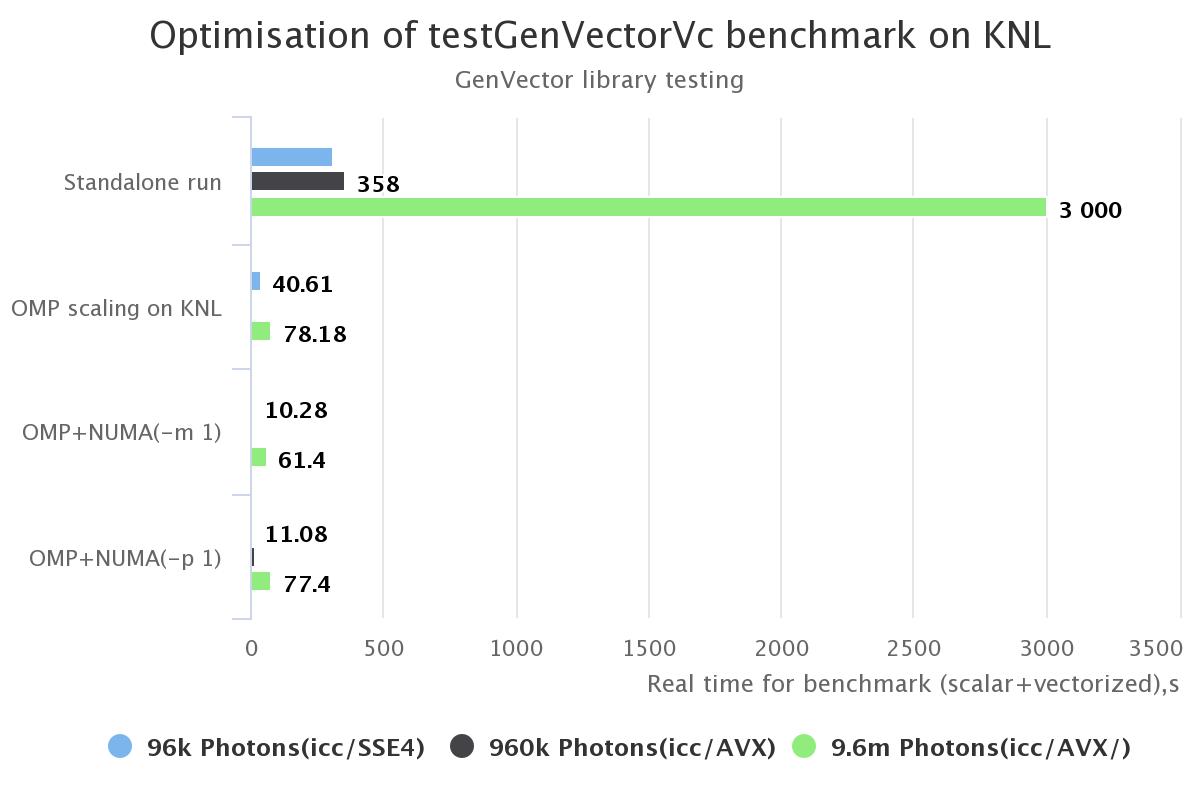 Optimisation of testGenVectorVc benchmark on KNL
GenVector library testing
Standalone run
358
3 000
OMP scaling on KNL
40.61
78.18
OMP+NUMA(-m 1)
10.28
61.4
OMP+NUMA(-p 1)
11.08
77.4
0 500 1000 1500 2000 2500 3000 3500
Real time for benchmark (scalar+vectorized),s
96k Photons(icc/SSE4) 960k Photons(icc/AVX) 9.6m Photons(icc/AVX/)